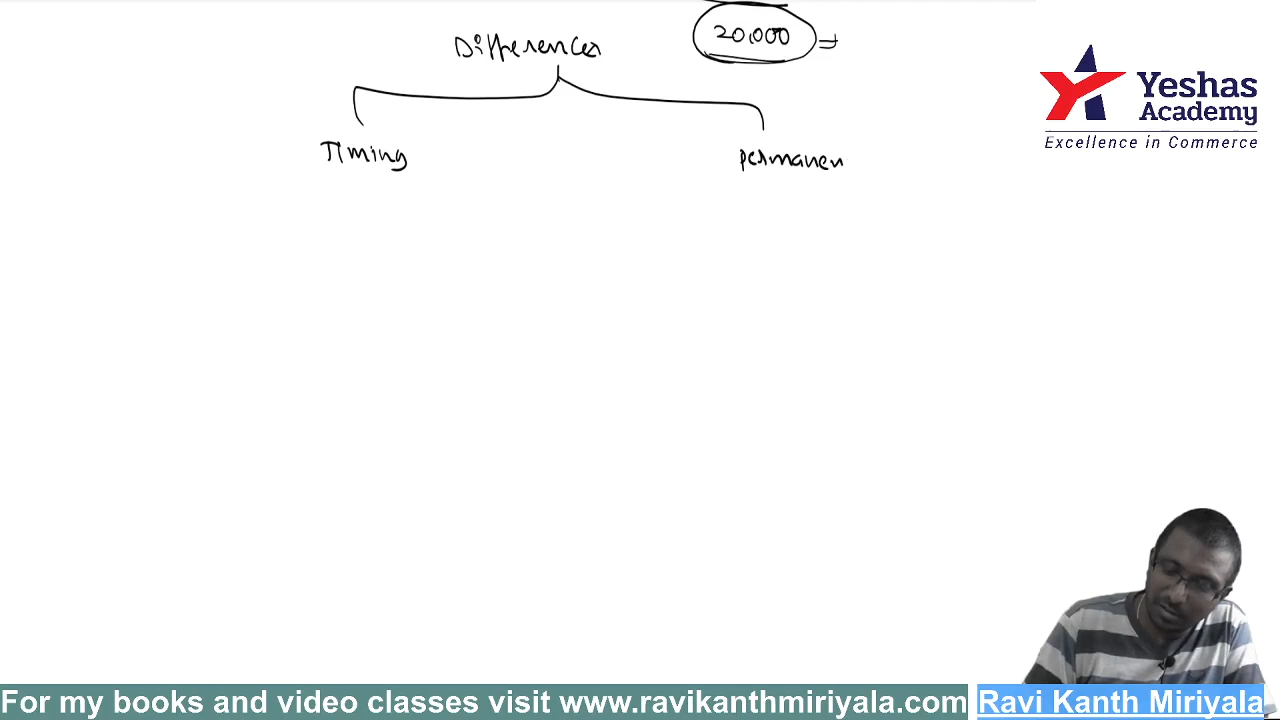 20,000
Differences
Timing
permanen
Yeshas
Academy
Excellence in Commerce
For my books and video classes visit www.ravikanthmiriyala.com
Ravi Kanth Miriyala